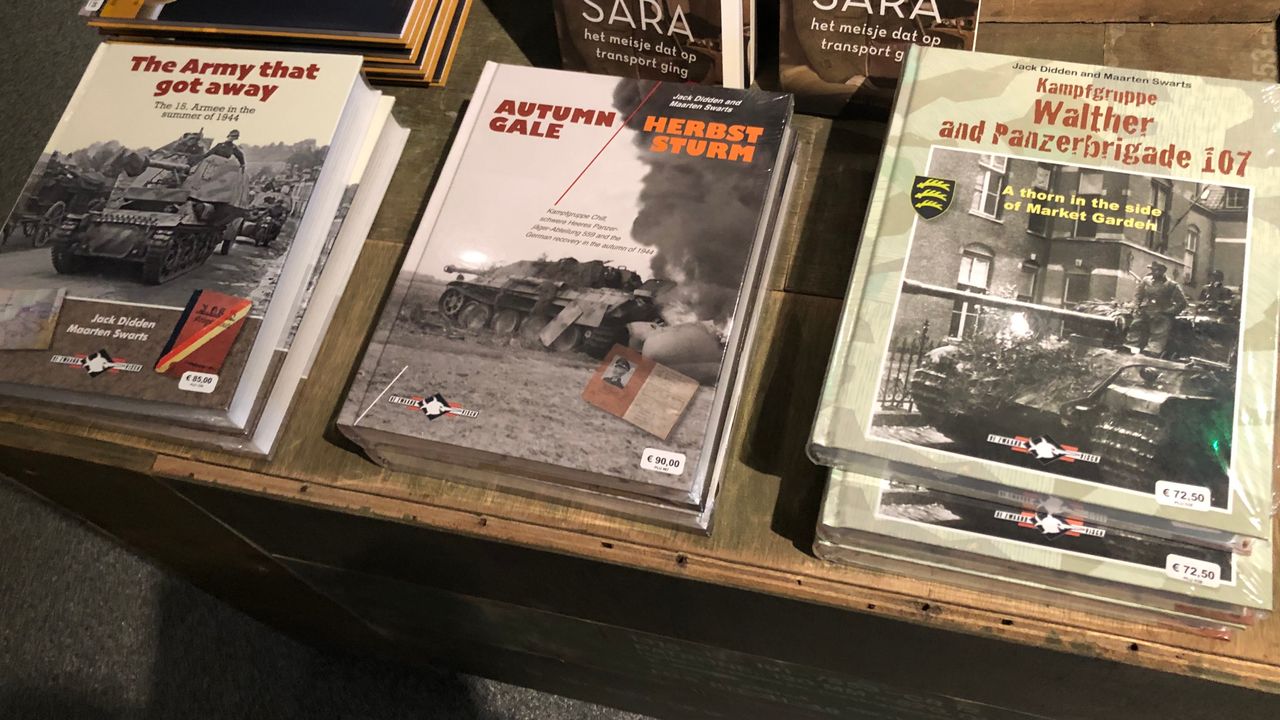 The Army that
got away
The 15. Armee in the
summer of 1944
Jack Didden
Maarten Swarts
DE ZWARE KLOK
€ 85,00
SARA
het meisje dat op
transport ging
AUTUMN
GALE
Jack Didden and
Maarten Swarts
HERBST
STURM
Kampfgruppe Chill,
schwere Heeres Panzer-
jäger-Abteilung 559 and the
German recovery in the autumn of 1944
€ 90,00
SARA
het meisje dat op
transport g
Jack Didden and Maarten Swarts
Kampfgruppe
Walther
and Panzerbrigade 107
A thorn in the side
of Market Garden
€ 72,50
€ 72,50